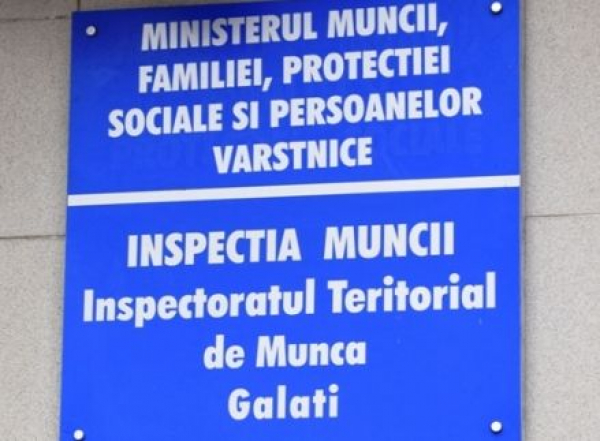 MINISTERUL MUNCII,
FAMILIEI, PROTECTIEI
SOCIALE SI PERSOANELOR
VARSTNICE
INSPECTIA MUNCII
Inspectoratul Teritorial
de Munca
Galati